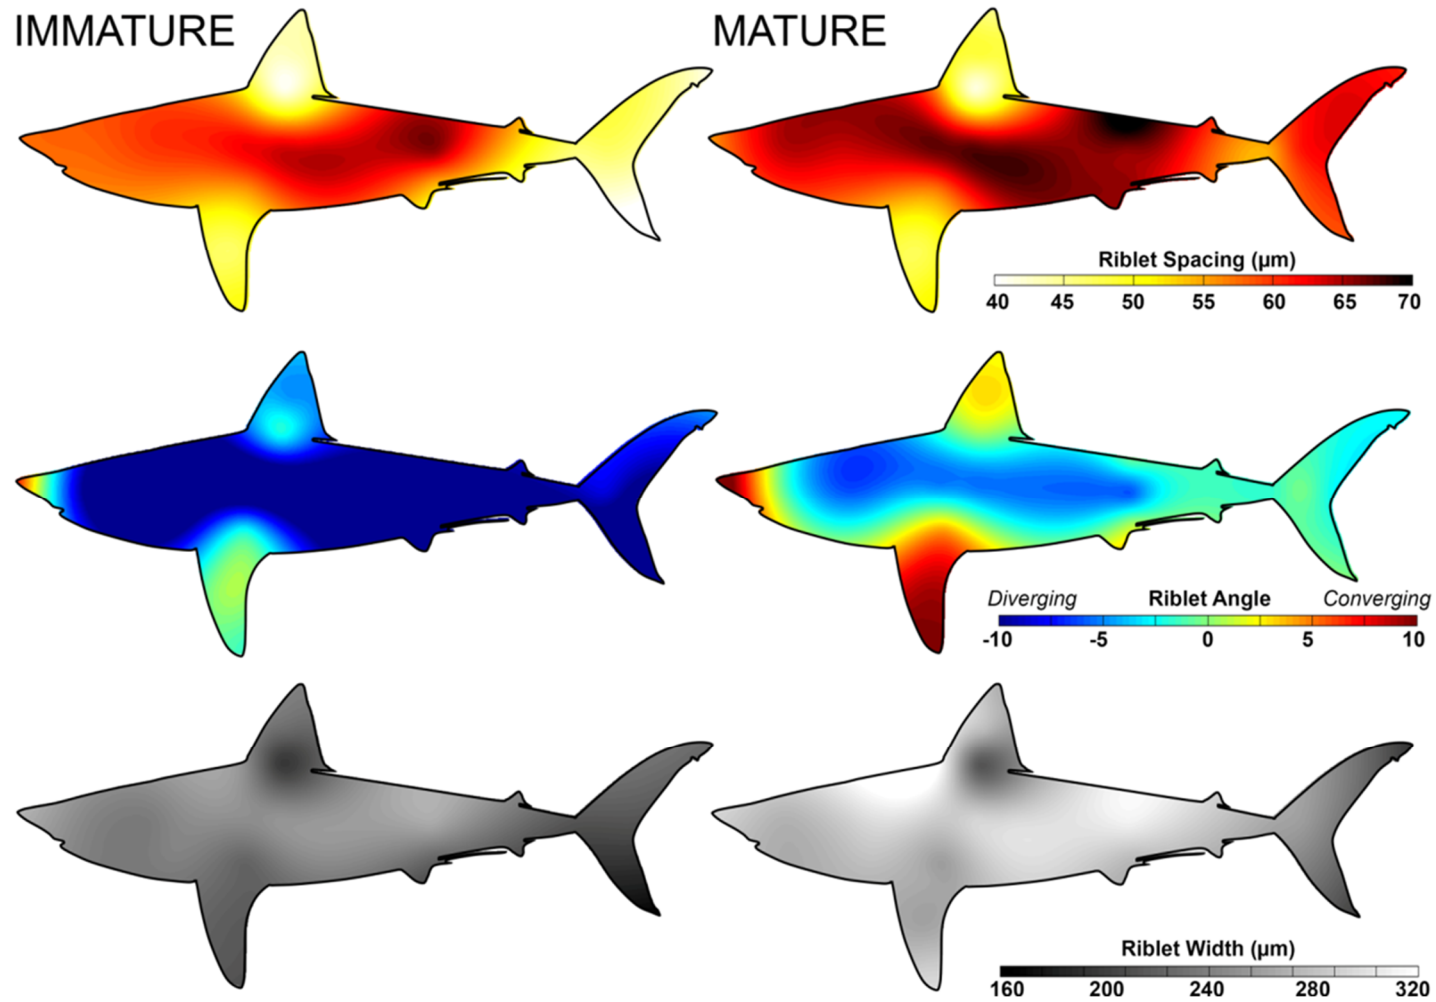 IMMATURE
MATURE
Riblet Spacing (µm)
40 45 50 55 60 65 70
Diverging Riblet Angle Converging
-10 -5 0 5 10
Riblet Width (µm)
160 200 240 280 320